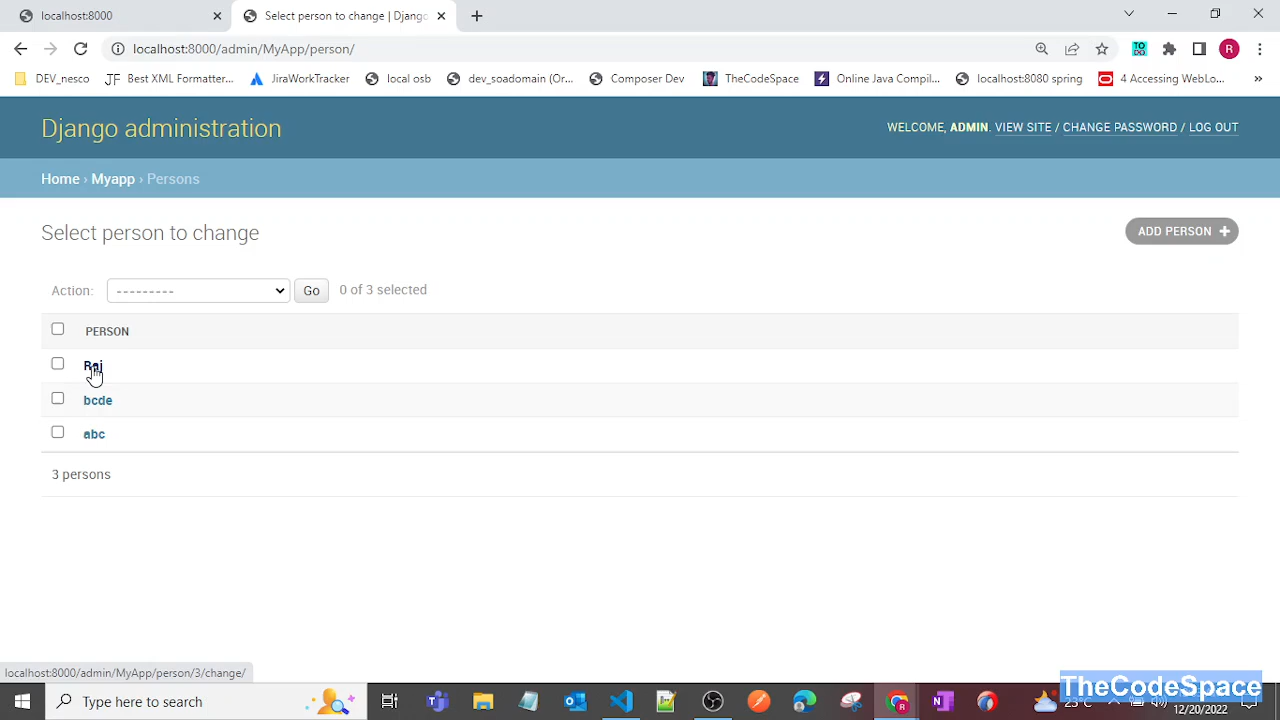 localhost:8000
Select person to change | Django
localhost:8000/admin/MyApp/person/
DEV_nesco
Best XML Formatter...
JiraWorkTracker
local osb
dev_soadomain (Or...
Composer Dev
TheCodeSpace
Online Java Compil...
localhost:8080 spring
4 Accessing WebLo...
»
TO
DO
R
Django administration
WELCOME, ADMIN. VIEW SITE / CHANGE PASSWORD / LOG OUT
Home › Myapp › Persons
Select person to change
ADD PERSON +
Action: --------- Go 0 of 3 selected
PERSON
Raj
bcde
abc
3 persons
localhost:8000/admin/MyApp/person/3/change/
Type here to search
TheCodeSpace
12/20/2022